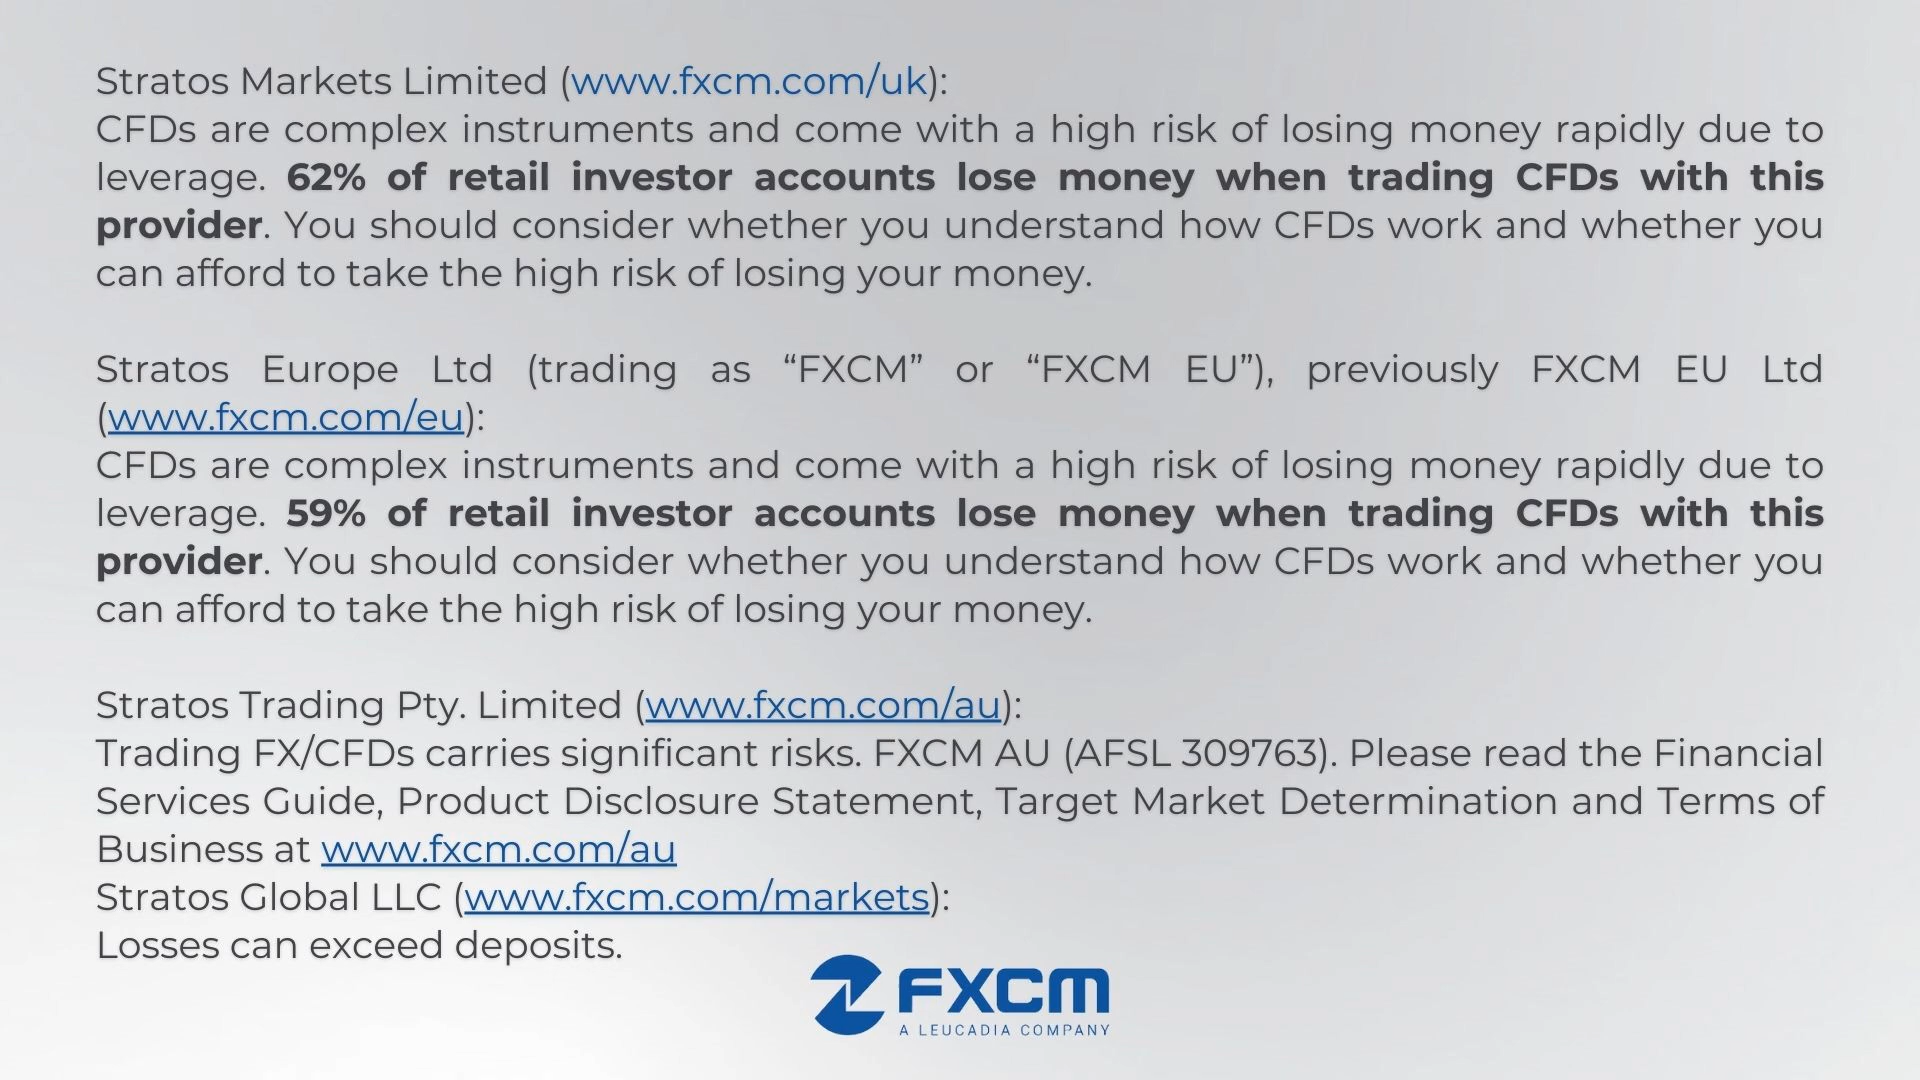 Stratos Markets Limited (www.fxcm.com/uk):
CFDs are complex instruments and come with a high risk of losing money rapidly due to
leverage. 62% of retail investor accounts lose money when trading CFDs with this
provider. You should consider whether you understand how CFDs work and whether you
can afford to take the high risk of losing your money.
Stratos Europe Ltd (trading as “FXCM” or “FXCM EU”), previously FXCM EU Ltd
(www.fxcm.com/eu):
CFDs are complex instruments and come with a high risk of losing money rapidly due to
leverage. 59% of retail investor accounts lose money when trading CFDs with this
provider. You should consider whether you understand how CFDs work and whether you
can afford to take the high risk of losing your money.
Stratos Trading Pty. Limited (www.fxcm.com/au):
Trading FX/CFDs carries significant risks. FXCM AU (AFSL 309763). Please read the Financial
Services Guide, Product Disclosure Statement, Target Market Determination and Terms of
Business at www.fxcm.com/au
Stratos Global LLC (www.fxcm.com/markets):
Losses can exceed deposits.
FXCM
A LEUCADIA COMPANY